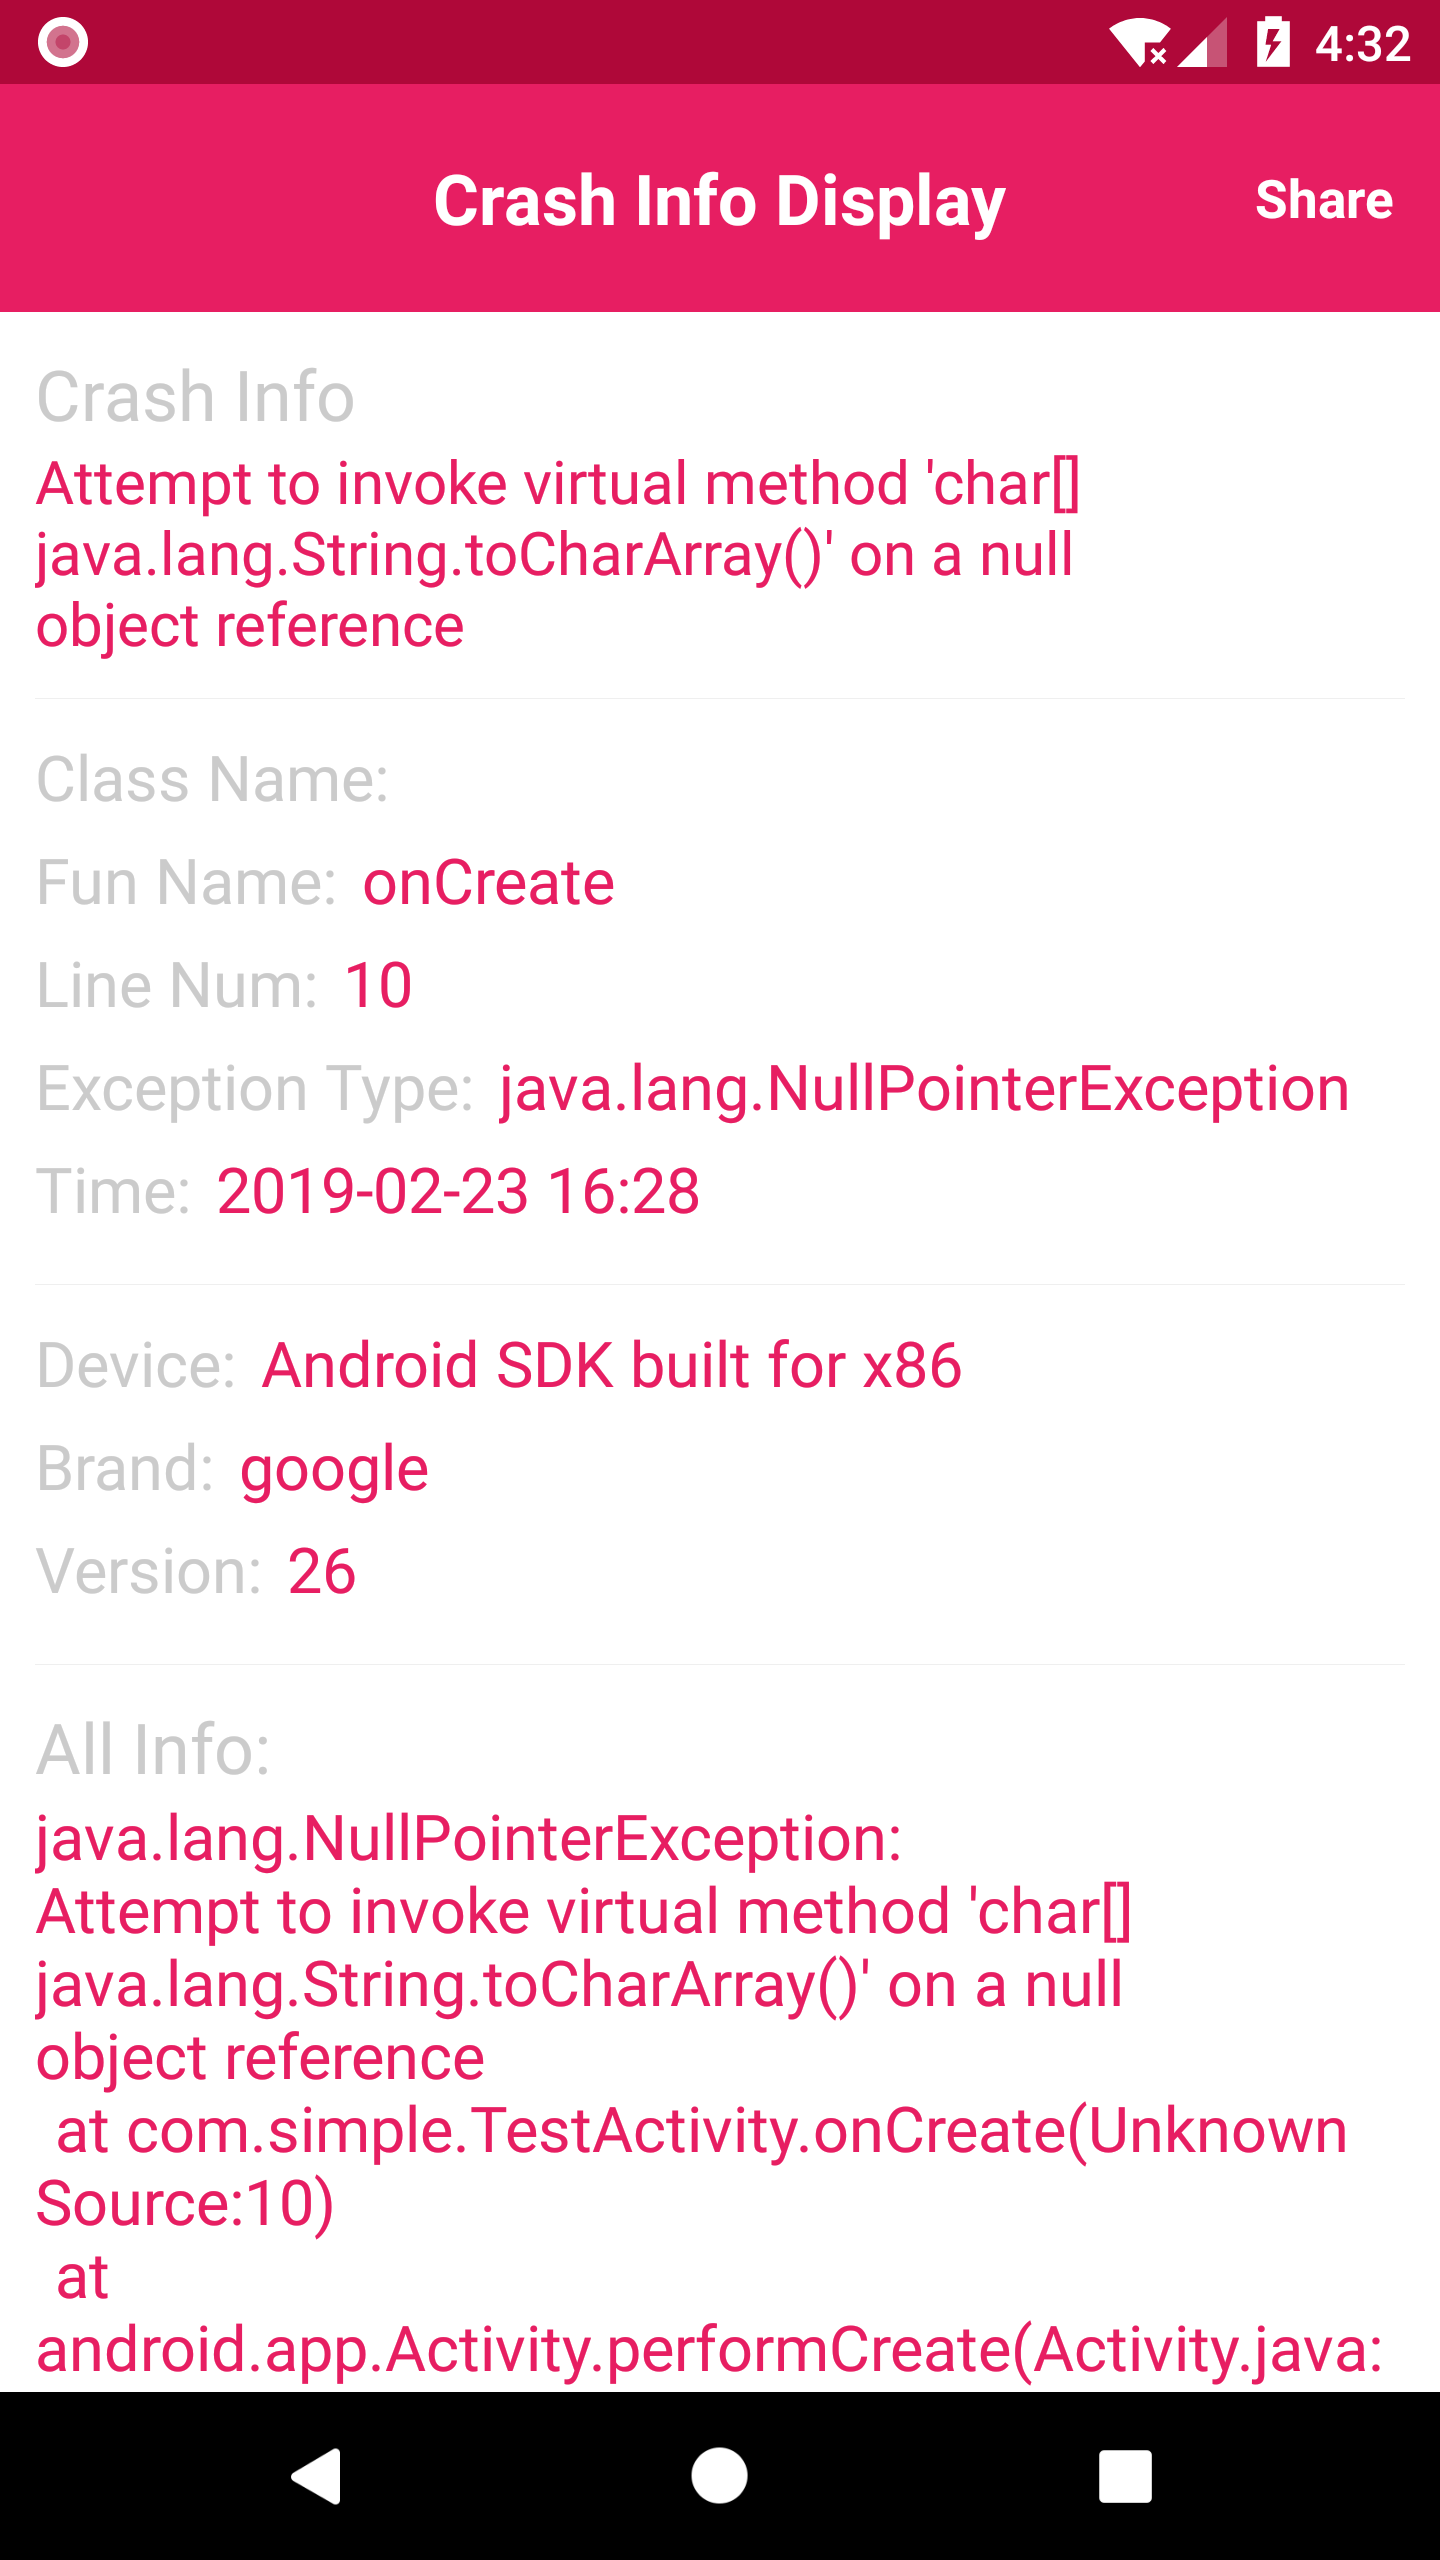 4:32
Crash Info Display
Share
Crash Info
Attempt to invoke virtual method 'char[]
java.lang.String.toCharArray()' on a null
object reference
Class Name:
Fun Name: onCreate
Line Num: 10
Exception Type: java.lang.NullPointerException
Time: 2019-02-23 16:28
Device: Android SDK built for x86
Brand: google
Version: 26
All Info:
java.lang.NullPointerException:
Attempt to invoke virtual method 'char[]
java.lang.String.toCharArray()' on a null
object reference
at com.simple.TestActivity.onCreate(Unknown
Source:10)
at
android.app.Activity.performCreate(Activity.java: